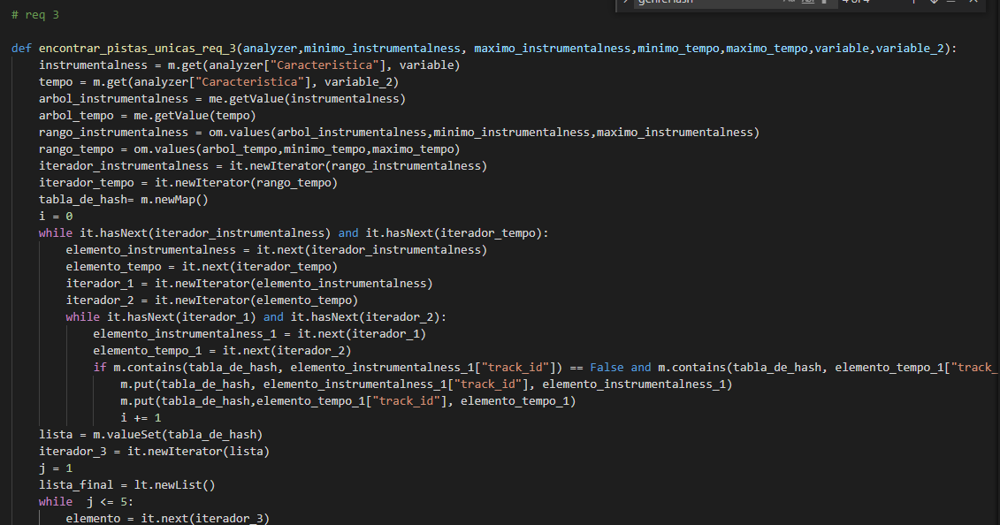 # req 3
4 of 4
def encontrar_pistas_unicas_req_3(analyzer,minimo_instrumentalness, maximo_instrumentalness,minimo_tempo,maximo_tempo,variable,variable_2):
    instrumentalness = m.get(analyzer["Caracteristica"], variable)
    tempo = m.get(analyzer["Caracteristica"], variable_2)
    arbol_instrumentalness = me.getValue(instrumentalness)
    arbol_tempo = me.getValue(tempo)
    rango_instrumentalness = om.values(arbol_instrumentalness,minimo_instrumentalness,maximo_instrumentalness)
    rango_tempo = om.values(arbol_tempo,minimo_tempo,maximo_tempo)
    iterador_instrumentalness = it.newIterator(rango_instrumentalness)
    iterador_tempo = it.newIterator(rango_tempo)
    tabla_de_hash= m.newMap()
    i = 0
    while it.hasNext(iterador_instrumentalness) and it.hasNext(iterador_tempo):
        elemento_instrumentalness = it.next(iterador_instrumentalness)
        elemento_tempo = it.next(iterador_tempo)
        iterador_1 = it.newIterator(elemento_instrumentalness)
        iterador_2 = it.newIterator(elemento_tempo)
        while it.hasNext(iterador_1) and it.hasNext(iterador_2):
            elemento_instrumentalness_1 = it.next(iterador_1)
            elemento_tempo_1 = it.next(iterador_2)
            if m.contains(tabla_de_hash, elemento_instrumentalness_1["track_id"]) == False and m.contains(tabla_de_hash, elemento_tempo_1["track_
                m.put(tabla_de_hash, elemento_instrumentalness_1["track_id"], elemento_instrumentalness_1)
                m.put(tabla_de_hash,elemento_tempo_1["track_id"], elemento_tempo_1)
                i += 1
    lista = m.valueSet(tabla_de_hash)
    iterador_3 = it.newIterator(lista)
    j = 1
    lista_final = lt.newList()
    while  j <= 5:
        elemento = it.next(iterador_3)